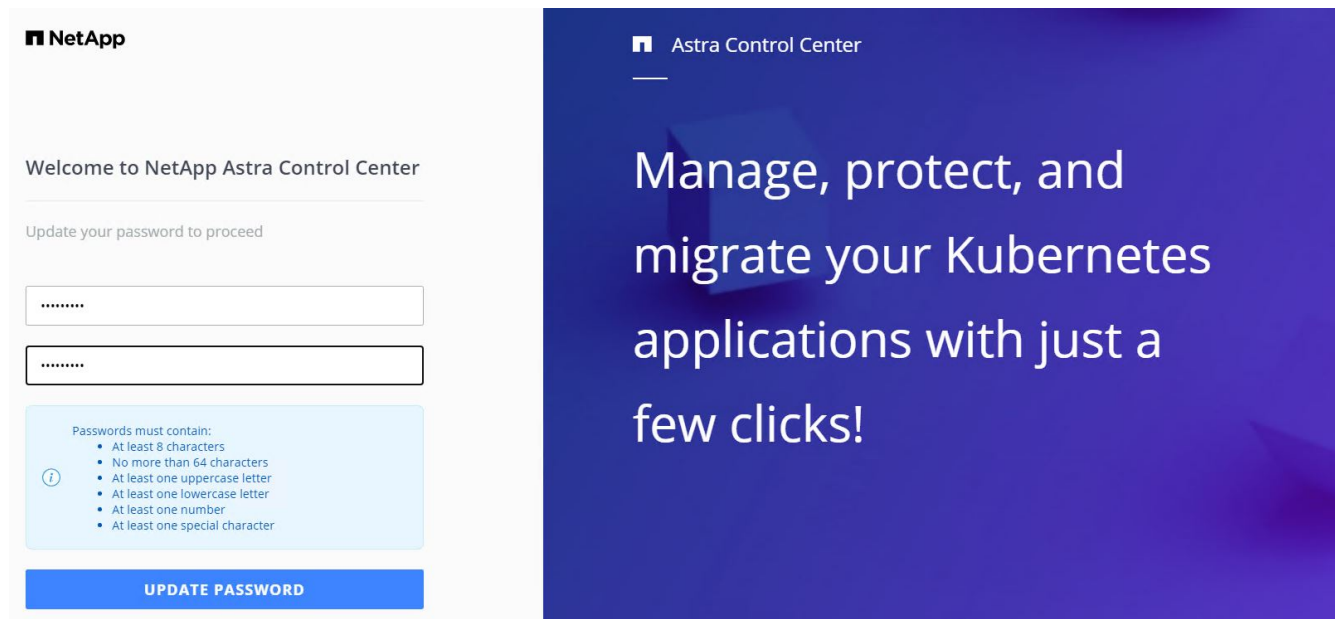 NetApp
Welcome to NetApp Astra Control Center
Update your password to proceed
•••••••••
•••••••••
Passwords must contain:
• At least 8 characters
• No more than 64 characters
• At least one uppercase letter
• At least one lowercase letter
• At least one number
• At least one special character
UPDATE PASSWORD
Astra Control Center
Manage, protect, and
migrate your Kubernetes
applications with just a
few clicks!